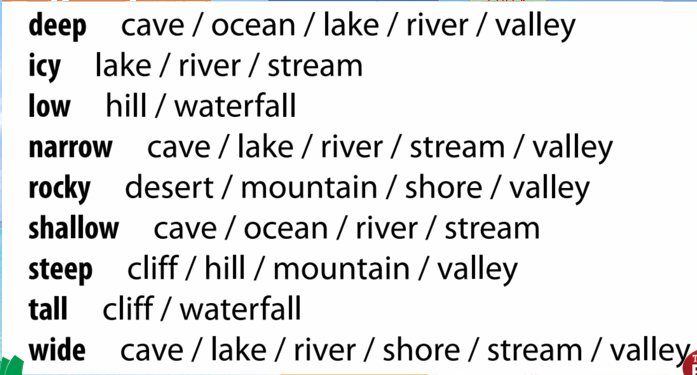 deep cave / ocean / lake / river / valley
icy lake / river / stream
low hill / waterfall
narrow cave / lake / river / stream / valley
rocky desert / mountain / shore / valley
shallow cave / ocean / river / stream
steep cliff / hill / mountain / valley
tall cliff / waterfall
wide cave / lake / river / shore / stream / valley